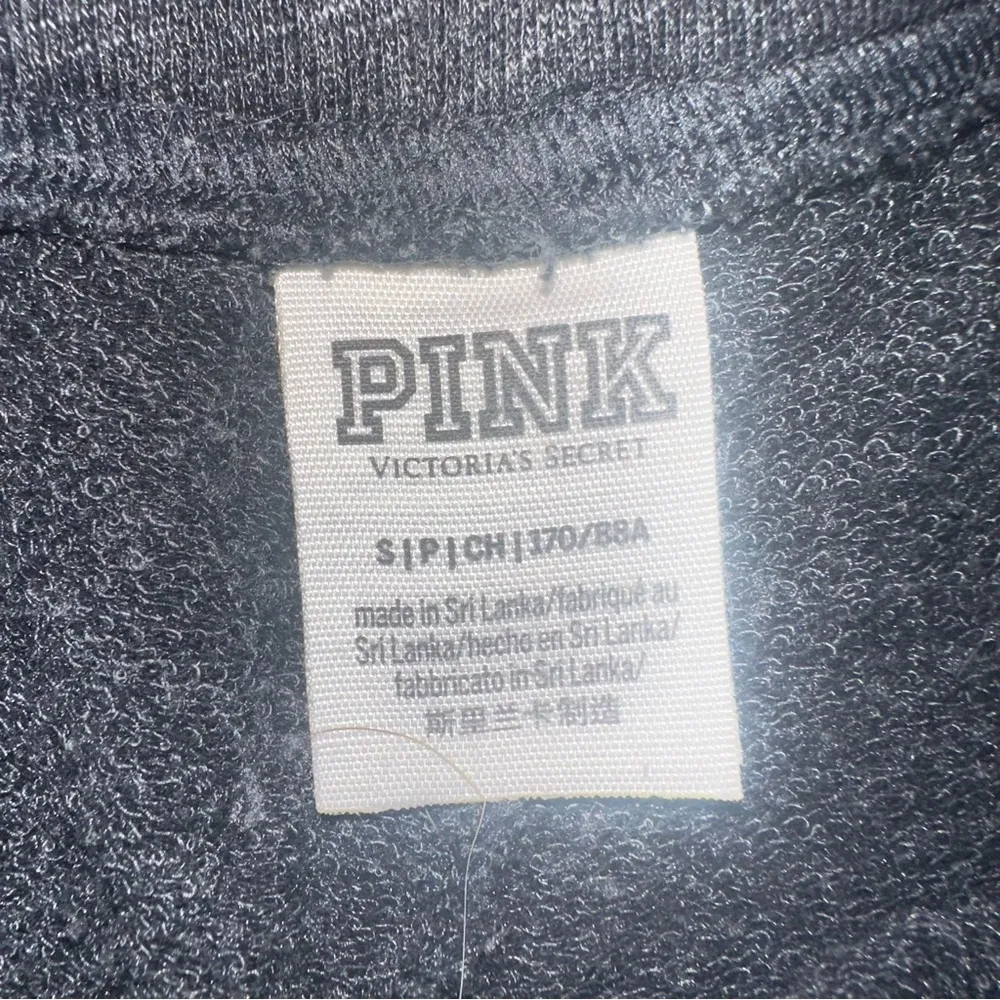 PINK
VICTORIA'S SECRET
S|P|CH|170/88A
made in Sri Lanka/fabriqué au
Sri Lanka/hecho en Sri Lanka/
fabbricato in Sri Lanka/
斯里兰卡制造